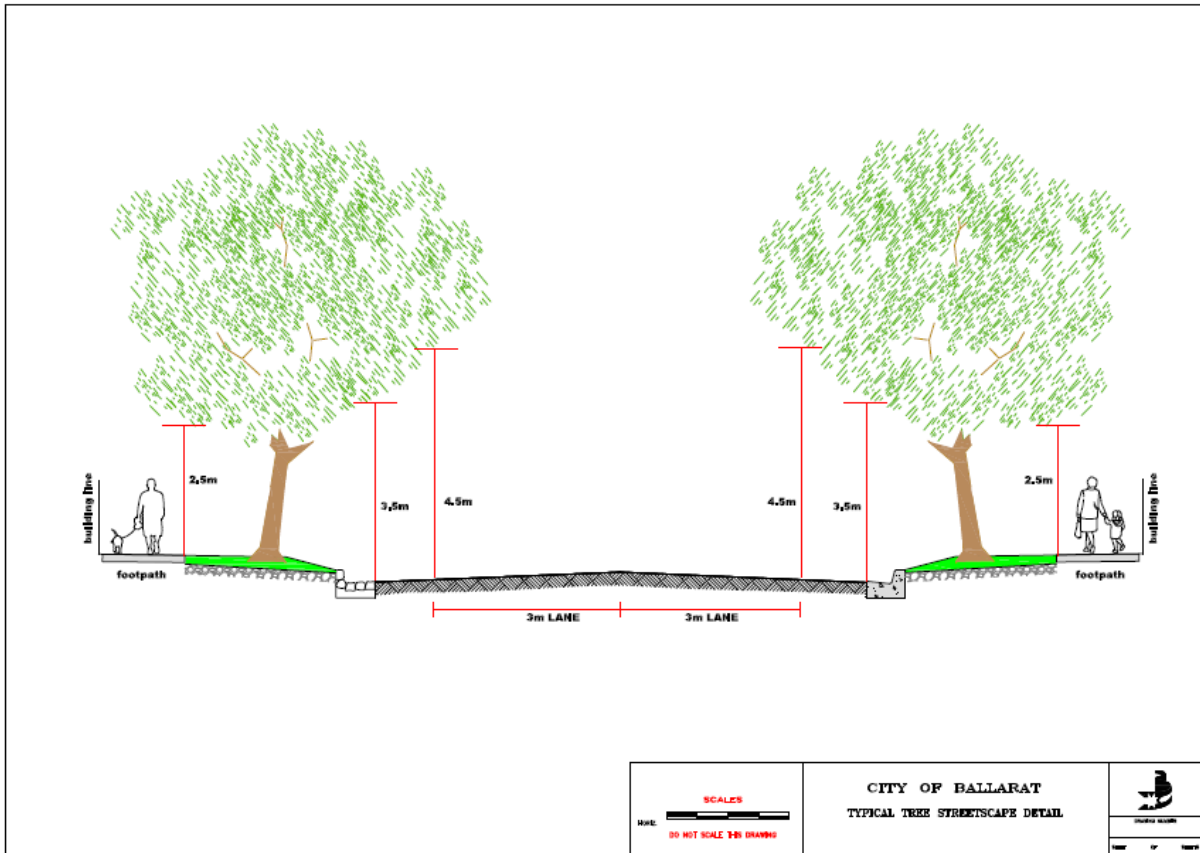 building line
2.5m
3.5m
4.5m
4.5m
3.5m
2.5m
building line
footpath
footpath
3m LANE
3m LANE
SCALES
DO NOT SCALE THIS DRAWING
CITY OF BALLARAT
TYPICAL TREE STREETSCAPE DETAIL